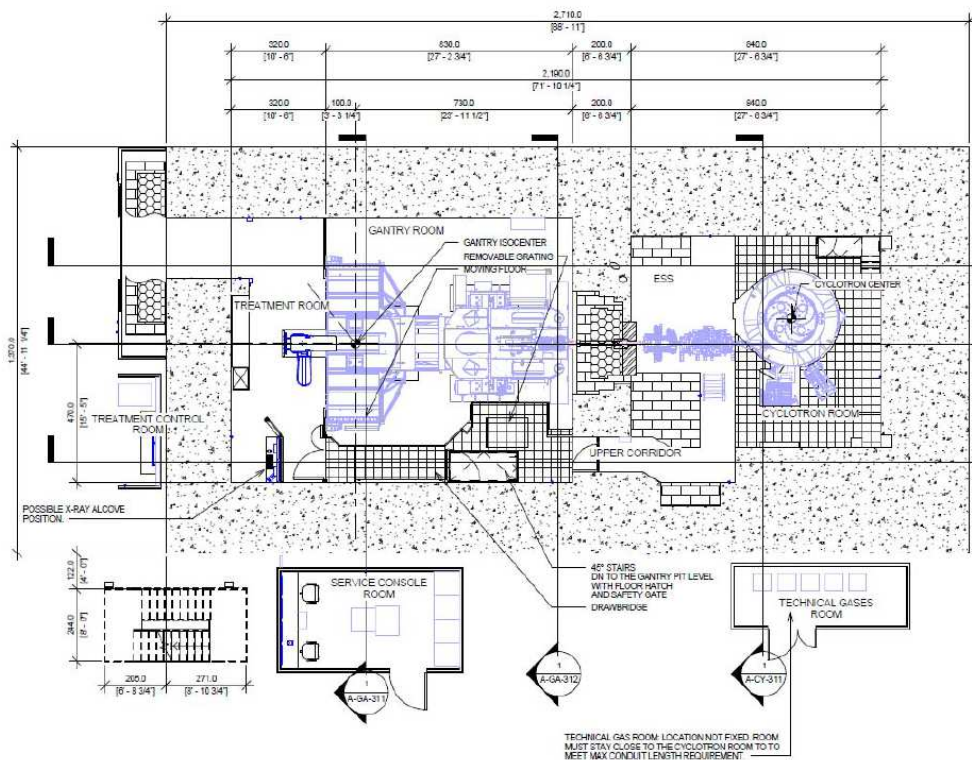 2,710.0
[88' - 11"]
320.0
[10' - 6"]
830.0
[27' - 2 3/4"]
200.0
[6' - 6 3/4"]
840.0
[27' - 6 3/4"]
2,190.0
[71' - 10 1/4"]
320.0
[10' - 6"]
100.0
[3' - 3 1/4"]
730.0
[23' - 11 1/2"]
200.0
[6' - 6 3/4"]
840.0
[27' - 6 3/4"]
1,370.0
[44' - 11 1/4"]
470.0
[15' - 5"]
GANTRY ROOM
GANTRY ISOCENTER
REMOVABLE GRATING
MOVING FLOOR
ESS
CYCLOTRON CENTER
TREATMENT ROOM
TREATMENT CONTROL
ROOM
CYCLOTRON ROOM
UPPER CORRIDOR
POSSIBLE X-RAY ALCOVE
POSITION.
122.0
[4' - 0"]
244.0
[8' - 0"]
205.0
[6' - 8 3/4"]
271.0
[8' - 10 3/4"]
SERVICE CONSOLE
ROOM
45° STAIRS
DN TO THE GANTRY PIT LEVEL
WITH FLOOR HATCH
AND SAFETY GATE
DRAWBRIDGE
TECHNICAL GASES
ROOM
1
A-GA-311
1
A-GA-312
1
A-CY-311
TECHNICAL GAS ROOM: LOCATION NOT FIXED. ROOM
MUST STAY CLOSE TO THE CYCLOTRON ROOM TO TO
MEET MAX CONDUIT LENGTH REQUIREMENT